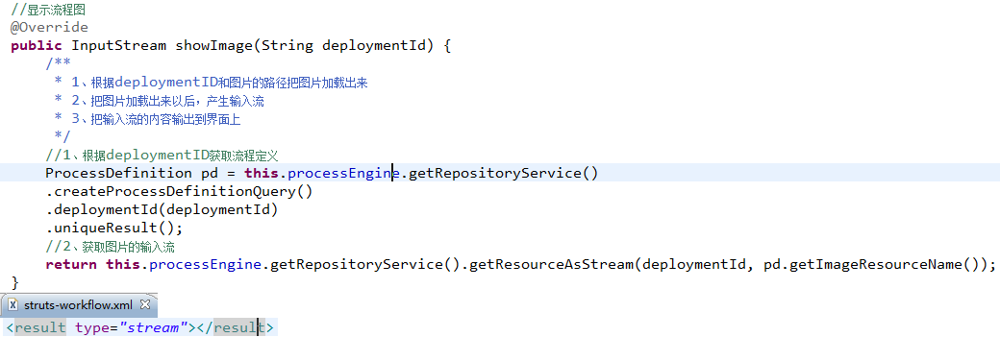 //显示流程图
@Override
public InputStream showImage(String deploymentId) {
/**
* 1、根据deploymentID和图片的路径把图片加载出来
* 2、把图片加载出来以后，产生输入流
* 3、把输入流的内容输出到界面上
*/
//1、根据deploymentID获取流程定义
ProcessDefinition pd = this.processEngine.getRepositoryService()
.createProcessDefinitionQuery()
.deploymentId(deploymentId)
.uniqueResult();
//2、获取图片的输入流
return this.processEngine.getRepositoryService().getResourceAsStream(deploymentId, pd.getImageResourceName());
}
struts-workflow.xml
<result type="stream"></result>